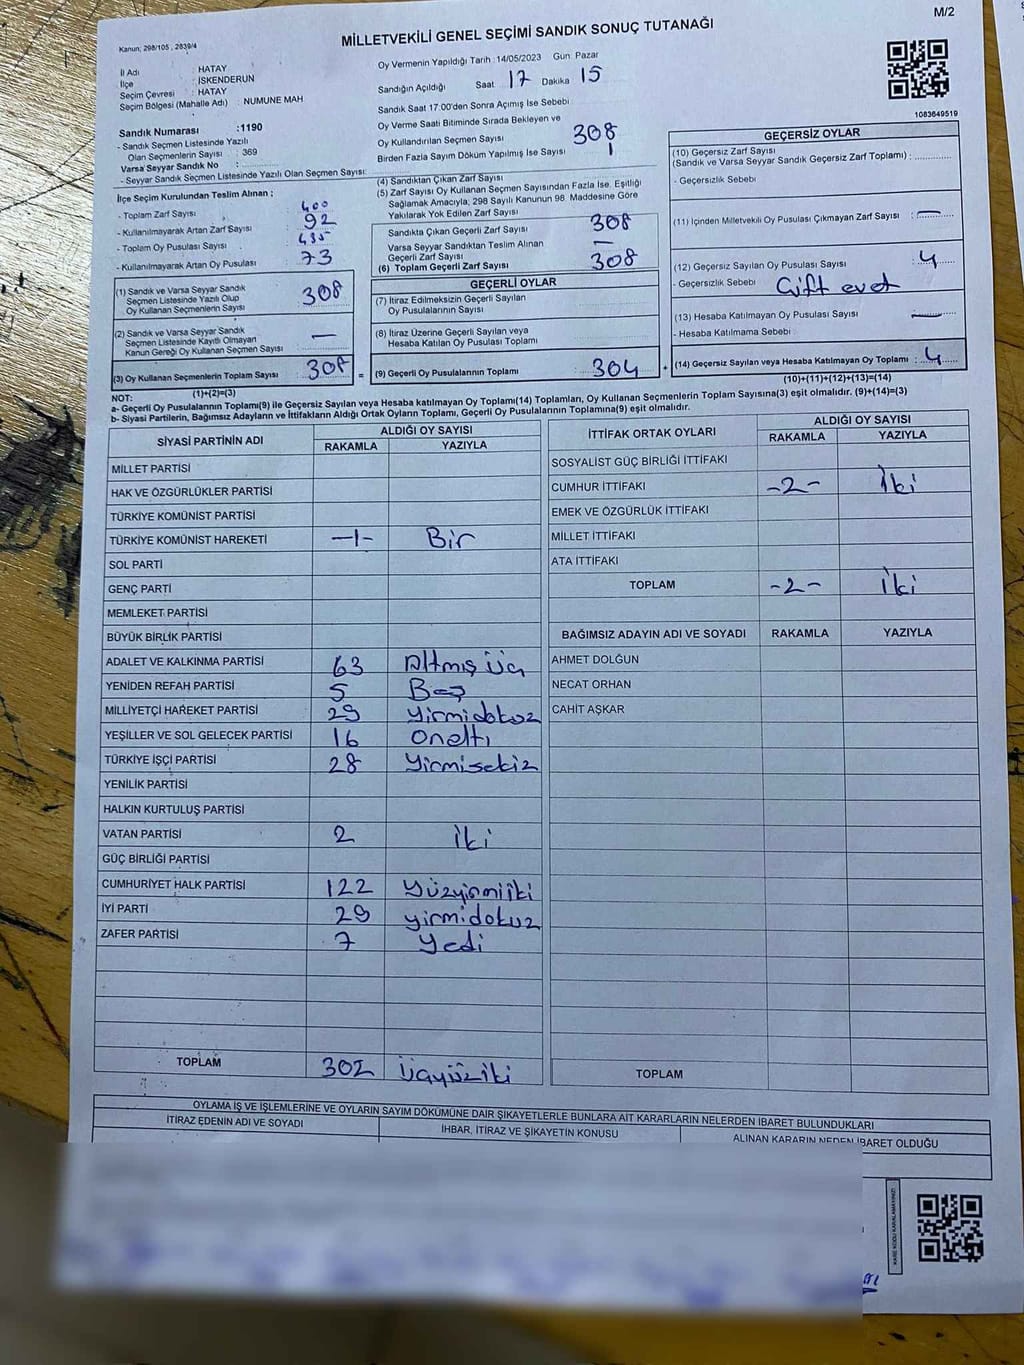 M/2
Kanun; 298/105 , 2839/4
MİLLETVEKİLİ GENEL SEÇİMİ SANDIK SONUÇ TUTANAĞI
1083649519
İl Adı : HATAY
İlçe : İSKENDERUN
Seçim Çevresi : HATAY
Seçim Bölgesi (Mahalle Adı) : NUMUNE MAH
Sandık Numarası :1190
- Sandık Seçmen Listesinde Yazılı
Olan Seçmenlerin Sayısı : 369
Varsa Seyyar Sandık No :
- Seyyar Sandık Seçmen Listesinde Yazılı Olan Seçmen Sayısı:
Oy Vermenin Yapıldığı Tarih :14/05/2023 Gün: Pazar
Sandığın Açıldığı Saat 17 Dakika 15
Sandık Saat 17.00'den Sonra Açımış İse Sebebi
Oy Verme Saati Bitiminde Sırada Bekleyen ve
Oy Kullandırılan Seçmen Sayısı 308
Birden Fazla Sayım Döküm Yapılmış İse Sayısı 1
İlçe Seçim Kurulundan Teslim Alınan ;
- Toplam Zarf Sayısı 400
- Kullanılmayarak Artan Zarf Sayısı 92
- Toplam Oy Pusulası Sayısı
- Kullanılmayarak Artan Oy Pusulası 73
(1) Sandık ve Varsa Seyyar Sandık
Seçmen Listesinde Yazılı Olup
Oy Kullanan Seçmenlerin Sayısı : 308
(2) Sandık ve Varsa Seyyar Sandık
Seçmen Listesinde Kayıtlı Olmayan
Kanun Gereği Oy Kullanan Seçmen Sayısı : —
(3) Oy Kullanan Seçmenlerin Toplam Sayısı : 308
(1)+(2)=(3)
(4) Sandıktan Çıkan Zarf Sayısı
(5) Zarf Sayısı Oy Kullanan Seçmen Sayısından Fazla İse, Eşitliği
Sağlamak Amacıyla; 298 Sayılı Kanunun 98. Maddesine Göre
Yakılarak Yok Edilen Zarf Sayısı
Sandıkta Çıkan Geçerli Zarf Sayısı 308
Varsa Seyyar Sandıktan Teslim Alınan
Geçerli Zarf Sayısı —
(6) Toplam Geçerli Zarf Sayısı 308
GEÇERLİ OYLAR
(7) İtiraz Edilmeksizin Geçerli Sayılan
Oy Pusulalarının Sayısı
(8) İtiraz Üzerine Geçerli Sayılan veya
Hesaba Katılan Oy Pusulası Toplamı
= (9) Geçerli Oy Pusulalarının Toplamı : 304 +
GEÇERSİZ OYLAR
(10) Geçersiz Zarf Sayısı
(Sandık ve Varsa Seyyar Sandık Geçersiz Zarf Toplamı) :
- Geçersizlik Sebebi
(11) İçinden Milletvekili Oy Pusulası Çıkmayan Zarf Sayısı : —
(12) Geçersiz Sayılan Oy Pusulası Sayısı : 4
- Geçersizlik Sebebi Çift evet
(13) Hesaba Katılmayan Oy Pusulası Sayısı —
- Hesaba Katılmama Sebebi :
(14) Geçersiz Sayılan veya Hesaba Katılmayan Oy Toplamı : 4
(10)+(11)+(12)+(13)=(14)
NOT:
a- Geçerli Oy Pusulalarının Toplamı(9) ile Geçersiz Sayılan veya Hesaba katılmayan Oy Toplamı(14) Toplamları, Oy Kullanan Seçmenlerin Toplam Sayısına(3) eşit olmalıdır. (9)+(14)=(3)
b- Siyasi Partilerin, Bağımsız Adayların ve İttifakların Aldığı Ortak Oyların Toplamı, Geçerli Oy Pusulalarının Toplamına(9) eşit olmalıdır.
SİYASİ PARTİNİN ADI ALDIĞI OY SAYISI
RAKAMLA YAZIYLA
MİLLET PARTİSİ
HAK VE ÖZGÜRLÜKLER PARTİSİ
TÜRKİYE KOMÜNİST PARTİSİ
TÜRKİYE KOMÜNİST HAREKETİ -1- Bir
SOL PARTİ
GENÇ PARTİ
MEMLEKET PARTİSİ
BÜYÜK BİRLİK PARTİSİ
ADALET VE KALKINMA PARTİSİ 63 Altmış üç
YENİDEN REFAH PARTİSİ 5 Beş
MİLLİYETÇİ HAREKET PARTİSİ 29 yirmidokuz
YEŞİLLER VE SOL GELECEK PARTİSİ 16 onaltı
TÜRKİYE İŞÇİ PARTİSİ 28 yirmisekiz
YENİLİK PARTİSİ
HALKIN KURTULUŞ PARTİSİ
VATAN PARTİSİ 2 iki
GÜÇ BİRLİĞİ PARTİSİ
CUMHURİYET HALK PARTİSİ 122 yüzyirmiiki
İYİ PARTİ 29 yirmidokuz
ZAFER PARTİSİ 7 yedi
TOPLAM 302 üçyüziki
İTTİFAK ORTAK OYLARI ALDIĞI OY SAYISI
RAKAMLA YAZIYLA
SOSYALİST GÜÇ BİRLİĞİ İTTİFAKI
CUMHUR İTTİFAKI -2- İki
EMEK VE ÖZGÜRLÜK İTTİFAKI
MİLLET İTTİFAKI
ATA İTTİFAKI
TOPLAM -2- İki
BAĞIMSIZ ADAYIN ADI VE SOYADI RAKAMLA YAZIYLA
AHMET DOLĞUN
NECAT ORHAN
CAHİT AŞKAR
TOPLAM
OYLAMA İŞ VE İŞLEMLERİNE VE OYLARIN SAYIM DÖKÜMÜNE DAİR ŞİKAYETLERLE BUNLARA AİT KARARLARIN NELERDEN İBARET BULUNDUKLARI
İTİRAZ EDENİN ADI VE SOYADI İHBAR, İTİRAZ VE ŞİKAYETİN KONUSU ALINAN KARARIN NEDEN İBARET OLDUĞU
KARE KODU KARALAMAYINIZ!